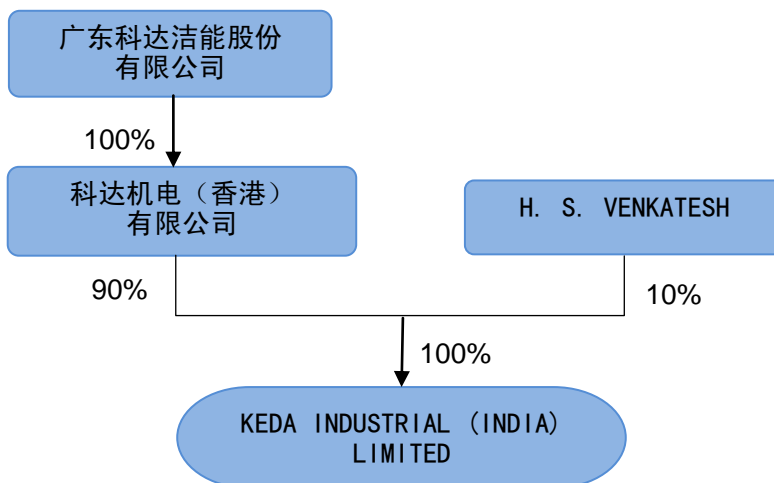 广东科达洁能股份
有限公司
100%
科达机电（香港）
有限公司
H. S. VENKATESH
90%
10%
100%
KEDA INDUSTRIAL (INDIA)
LIMITED